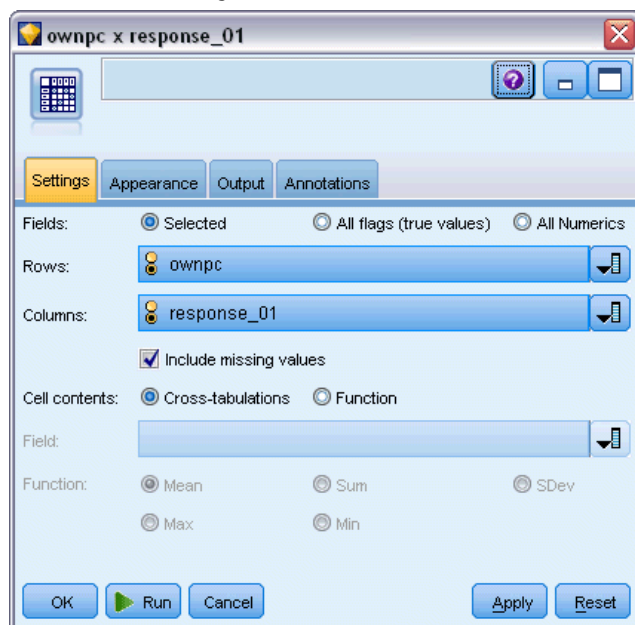 ownpc x response_01
Settings Appearance Output Annotations
Fields: Selected All flags (true values) All Numerics
Rows: ownpc
Columns: response_01
Include missing values
Cell contents: Cross-tabulations Function
Field:
Function: Mean Sum SDev
Max Min
OK Run Cancel Apply Reset